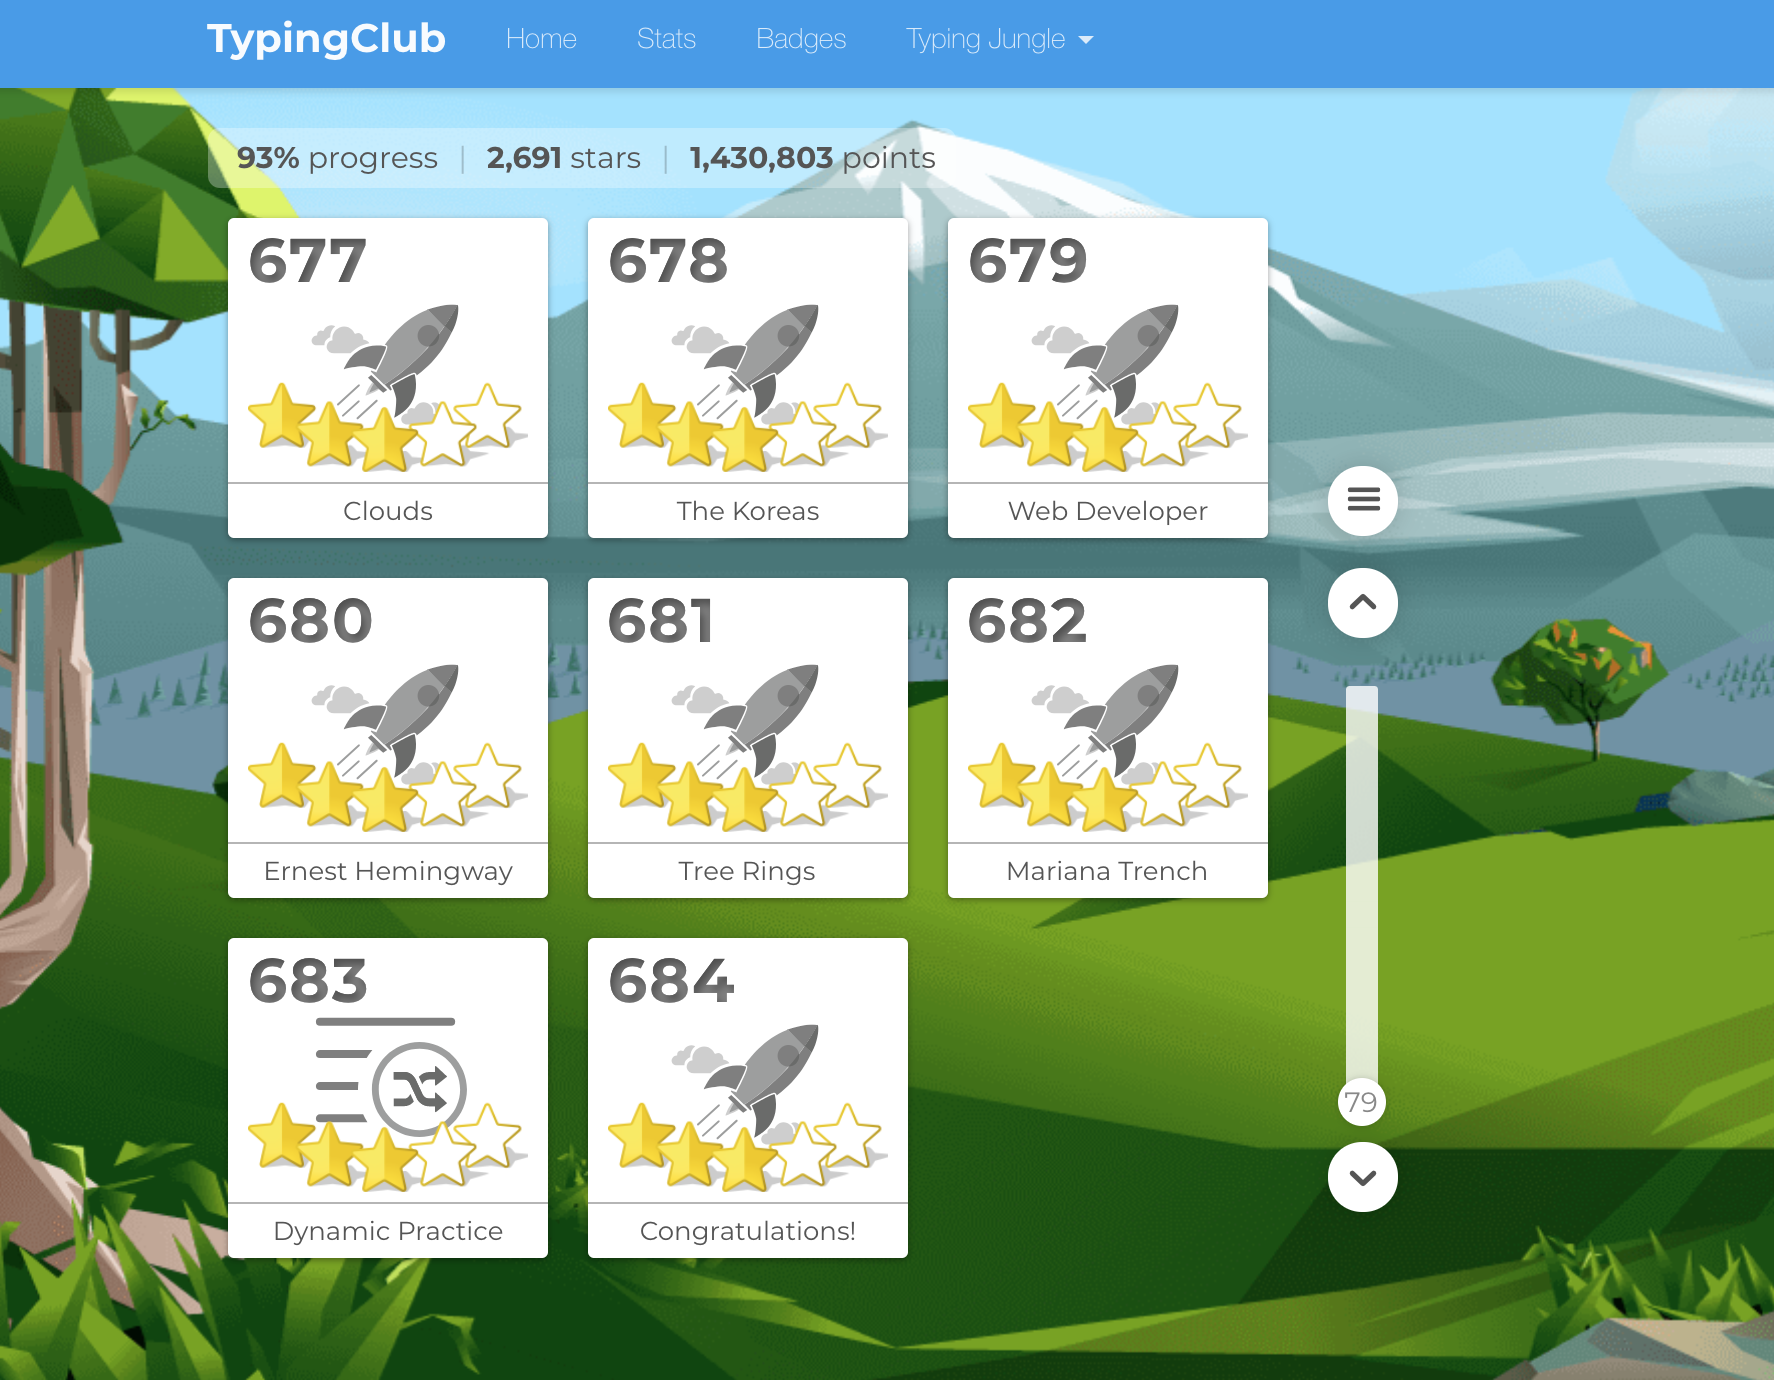 TypingClub Home Stats Badges Typing Jungle
93% progress | 2,691 stars | 1,430,803 points
677
Clouds
678
The Koreas
679
Web Developer
680
Ernest Hemingway
681
Tree Rings
682
Mariana Trench
683
Dynamic Practice
684
Congratulations!
79